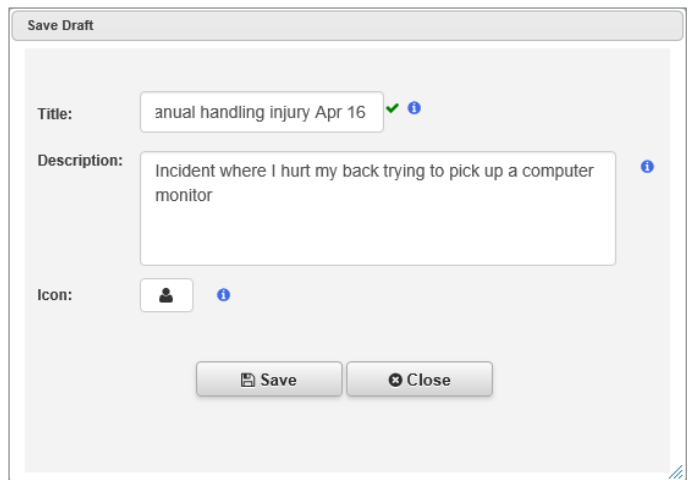 Save Draft
Title: anual handling injury Apr 16
Description: Incident where I hurt my back trying to pick up a computer
monitor
Icon:
Save Close